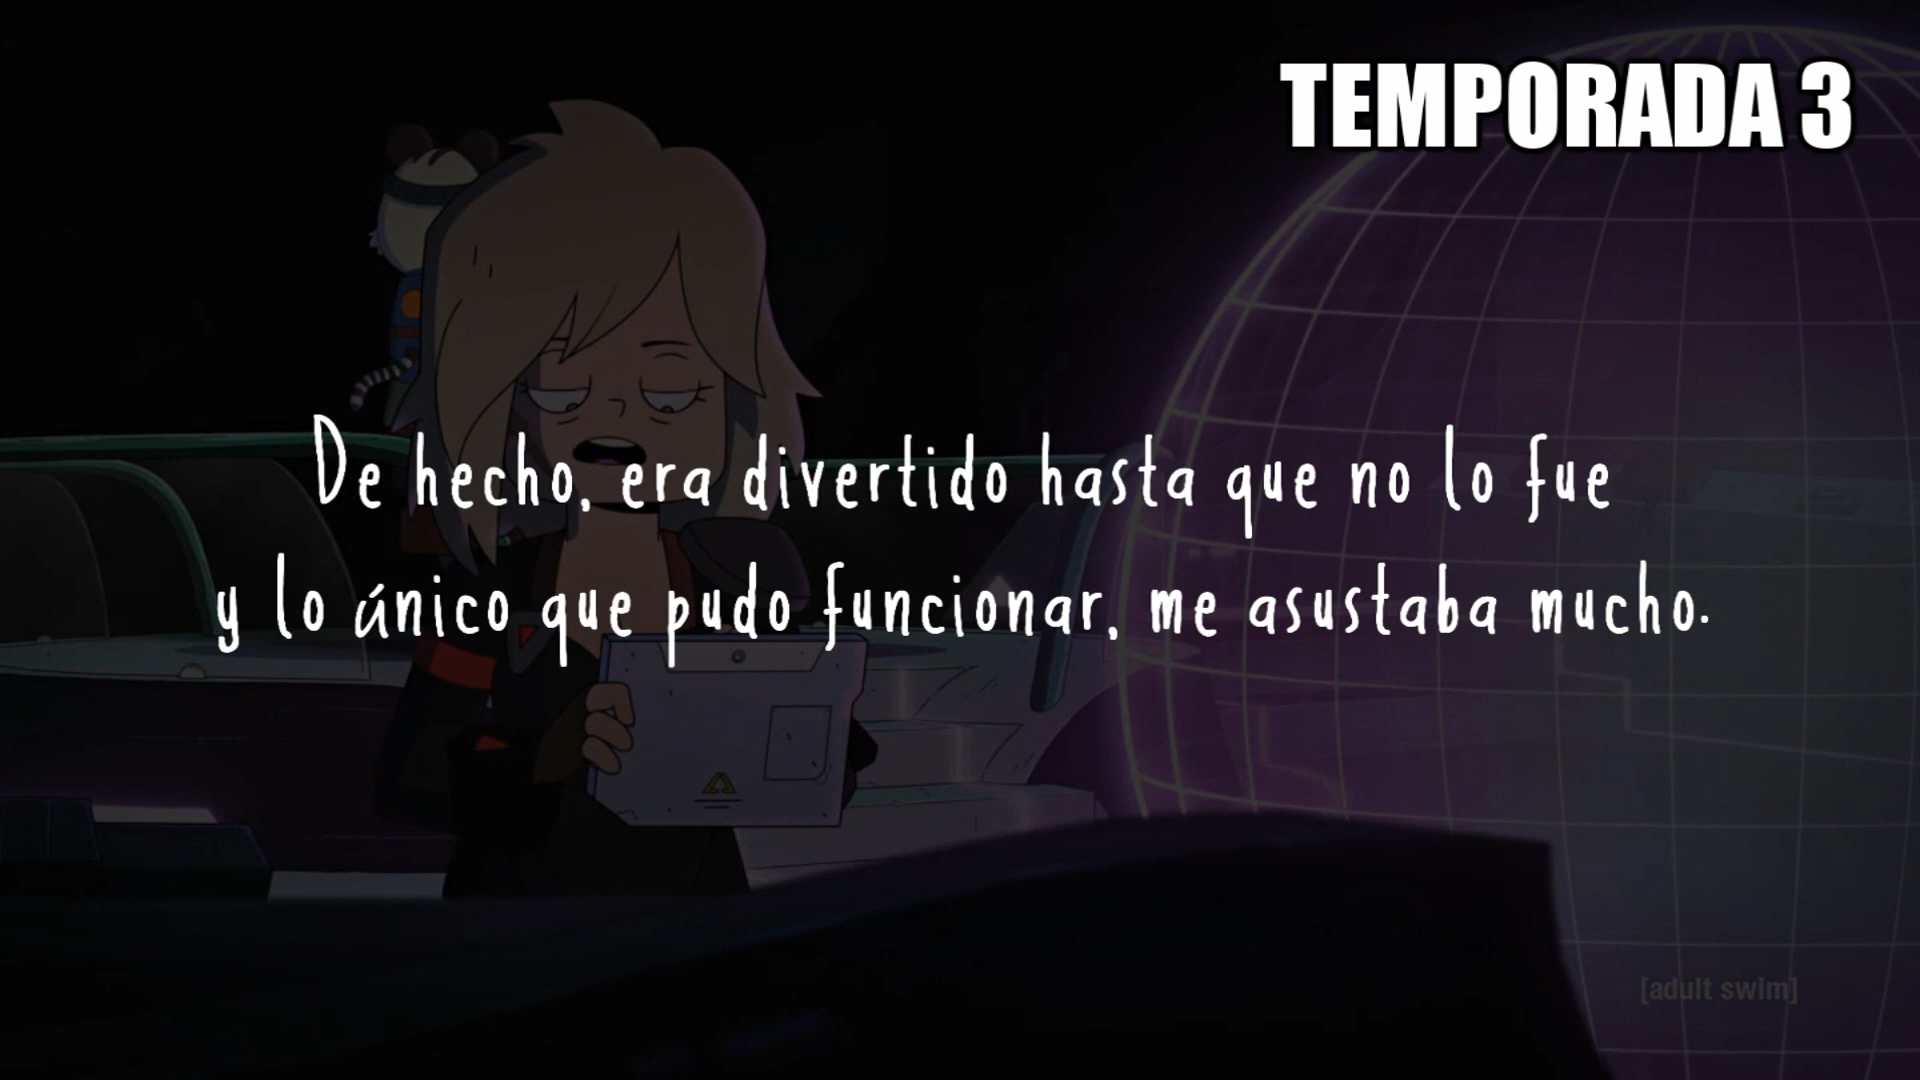 TEMPORADA 3
De hecho, era divertido hasta que no lo fue
y lo único que pudo funcionar, me asustaba mucho.
[adult swim]